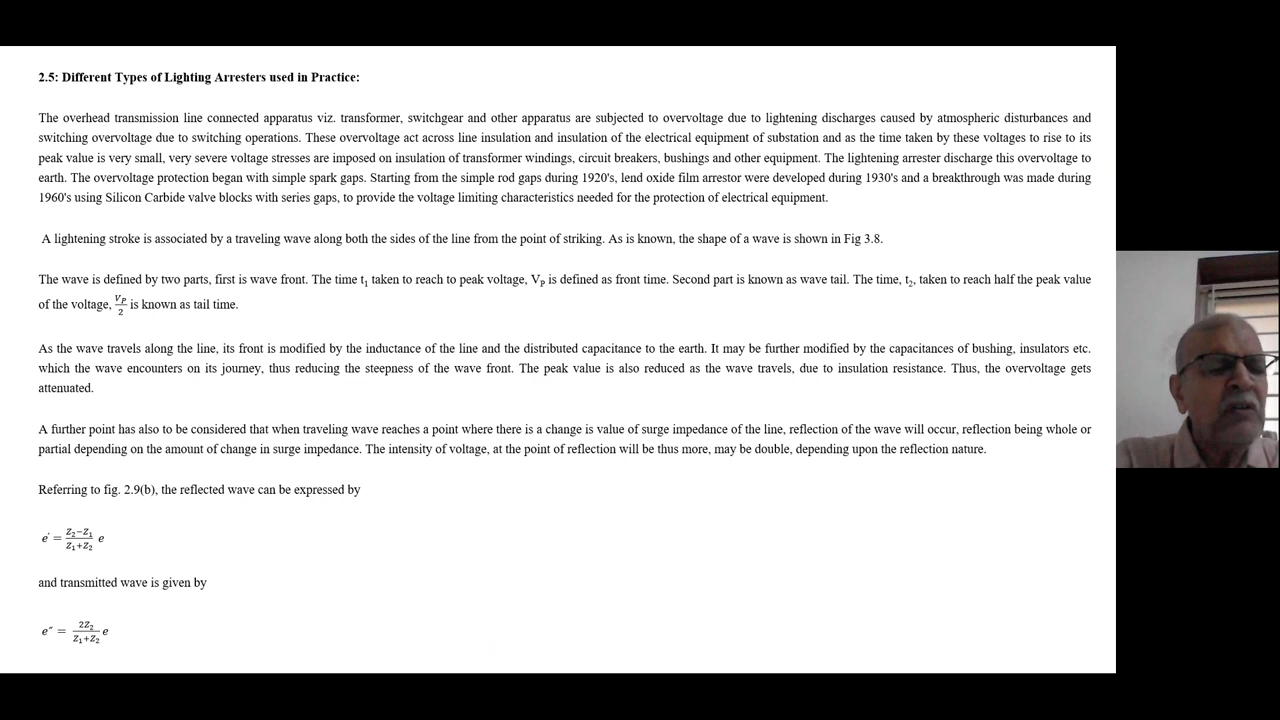 2.5: Different Types of Lighting Arresters used in Practice:
The overhead transmission line connected apparatus viz. transformer, switchgear and other apparatus are subjected to overvoltage due to lightening discharges caused by atmospheric disturbances and
switching overvoltage due to switching operations. These overvoltage act across line insulation and insulation of the electrical equipment of substation and as the time taken by these voltages to rise to its
peak value is very small, very severe voltage stresses are imposed on insulation of transformer windings, circuit breakers, bushings and other equipment. The lightening arrester discharge this overvoltage to
earth. The overvoltage protection began with simple spark gaps. Starting from the simple rod gaps during 1920's, lend oxide film arrestor were developed during 1930's and a breakthrough was made during
1960's using Silicon Carbide valve blocks with series gaps, to provide the voltage limiting characteristics needed for the protection of electrical equipment.
A lightening stroke is associated by a traveling wave along both the sides of the line from the point of striking. As is known, the shape of a wave is shown in Fig 3.8.
The wave is defined by two parts, first is wave front. The time t₁ taken to reach to peak voltage, Vₚ is defined as front time. Second part is known as wave tail. The time, t₂, taken to reach half the peak value
of the voltage, Vₚ/2 is known as tail time.
As the wave travels along the line, its front is modified by the inductance of the line and the distributed capacitance to the earth. It may be further modified by the capacitances of bushing, insulators etc.
which the wave encounters on its journey, thus reducing the steepness of the wave front. The peak value is also reduced as the wave travels, due to insulation resistance. Thus, the overvoltage gets
attenuated.
A further point has also to be considered that when traveling wave reaches a point where there is a change is value of surge impedance of the line, reflection of the wave will occur, reflection being whole or
partial depending on the amount of change in surge impedance. The intensity of voltage, at the point of reflection will be thus more, may be double, depending upon the reflection nature.
Referring to fig. 2.9(b), the reflected wave can be expressed by
e′ = (Z₂−Z₁)/(Z₁+Z₂) e
and transmitted wave is given by
e″ = 2Z₂/(Z₁+Z₂) e